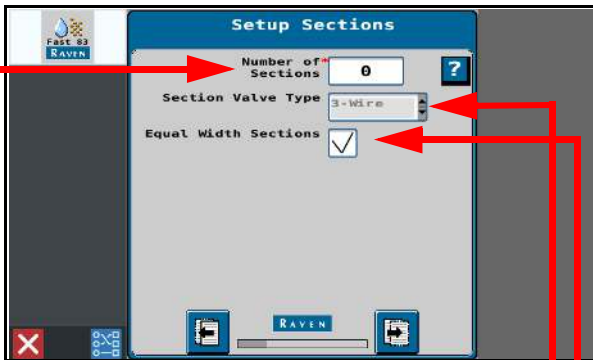 Fast 83
RAVEN
Setup Sections
Number of*
Sections
0
?
Section Valve Type
3-Wire
Equal Width Sections
RAVEN